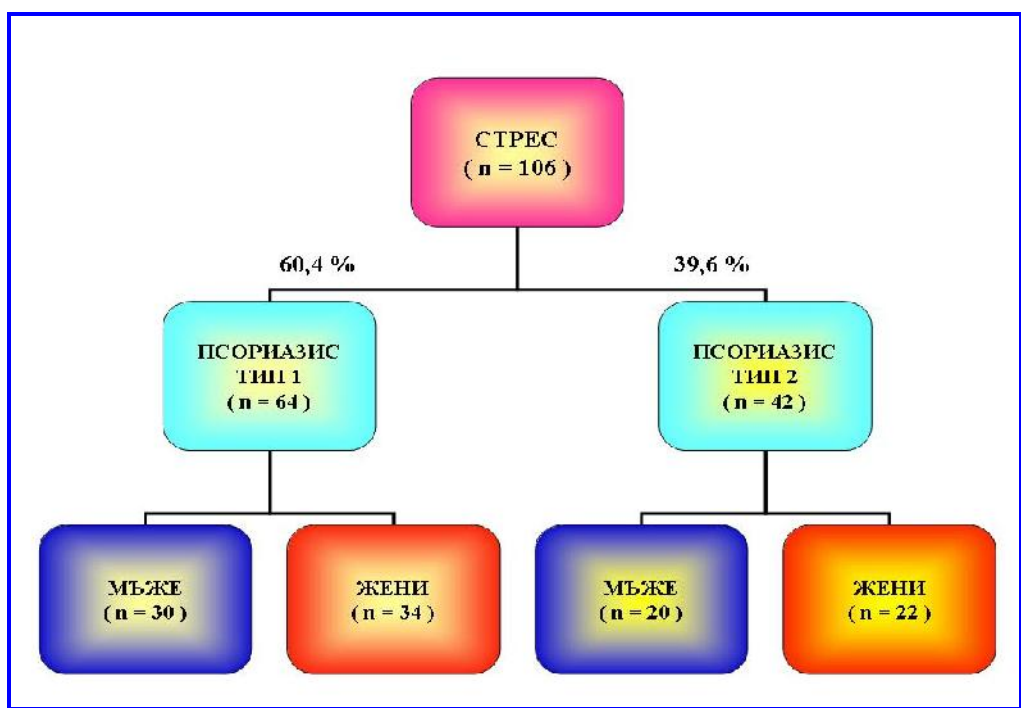 СТРЕС
( n = 106 )
60,4 %
39,6 %
ПСОРИАЗИС
ТИП 1
( n = 64 )
ПСОРИАЗИС
ТИП 2
( n = 42 )
МЪЖЕ
( n = 30 )
ЖЕНИ
( n = 34 )
МЪЖЕ
( n = 20 )
ЖЕНИ
( n = 22 )